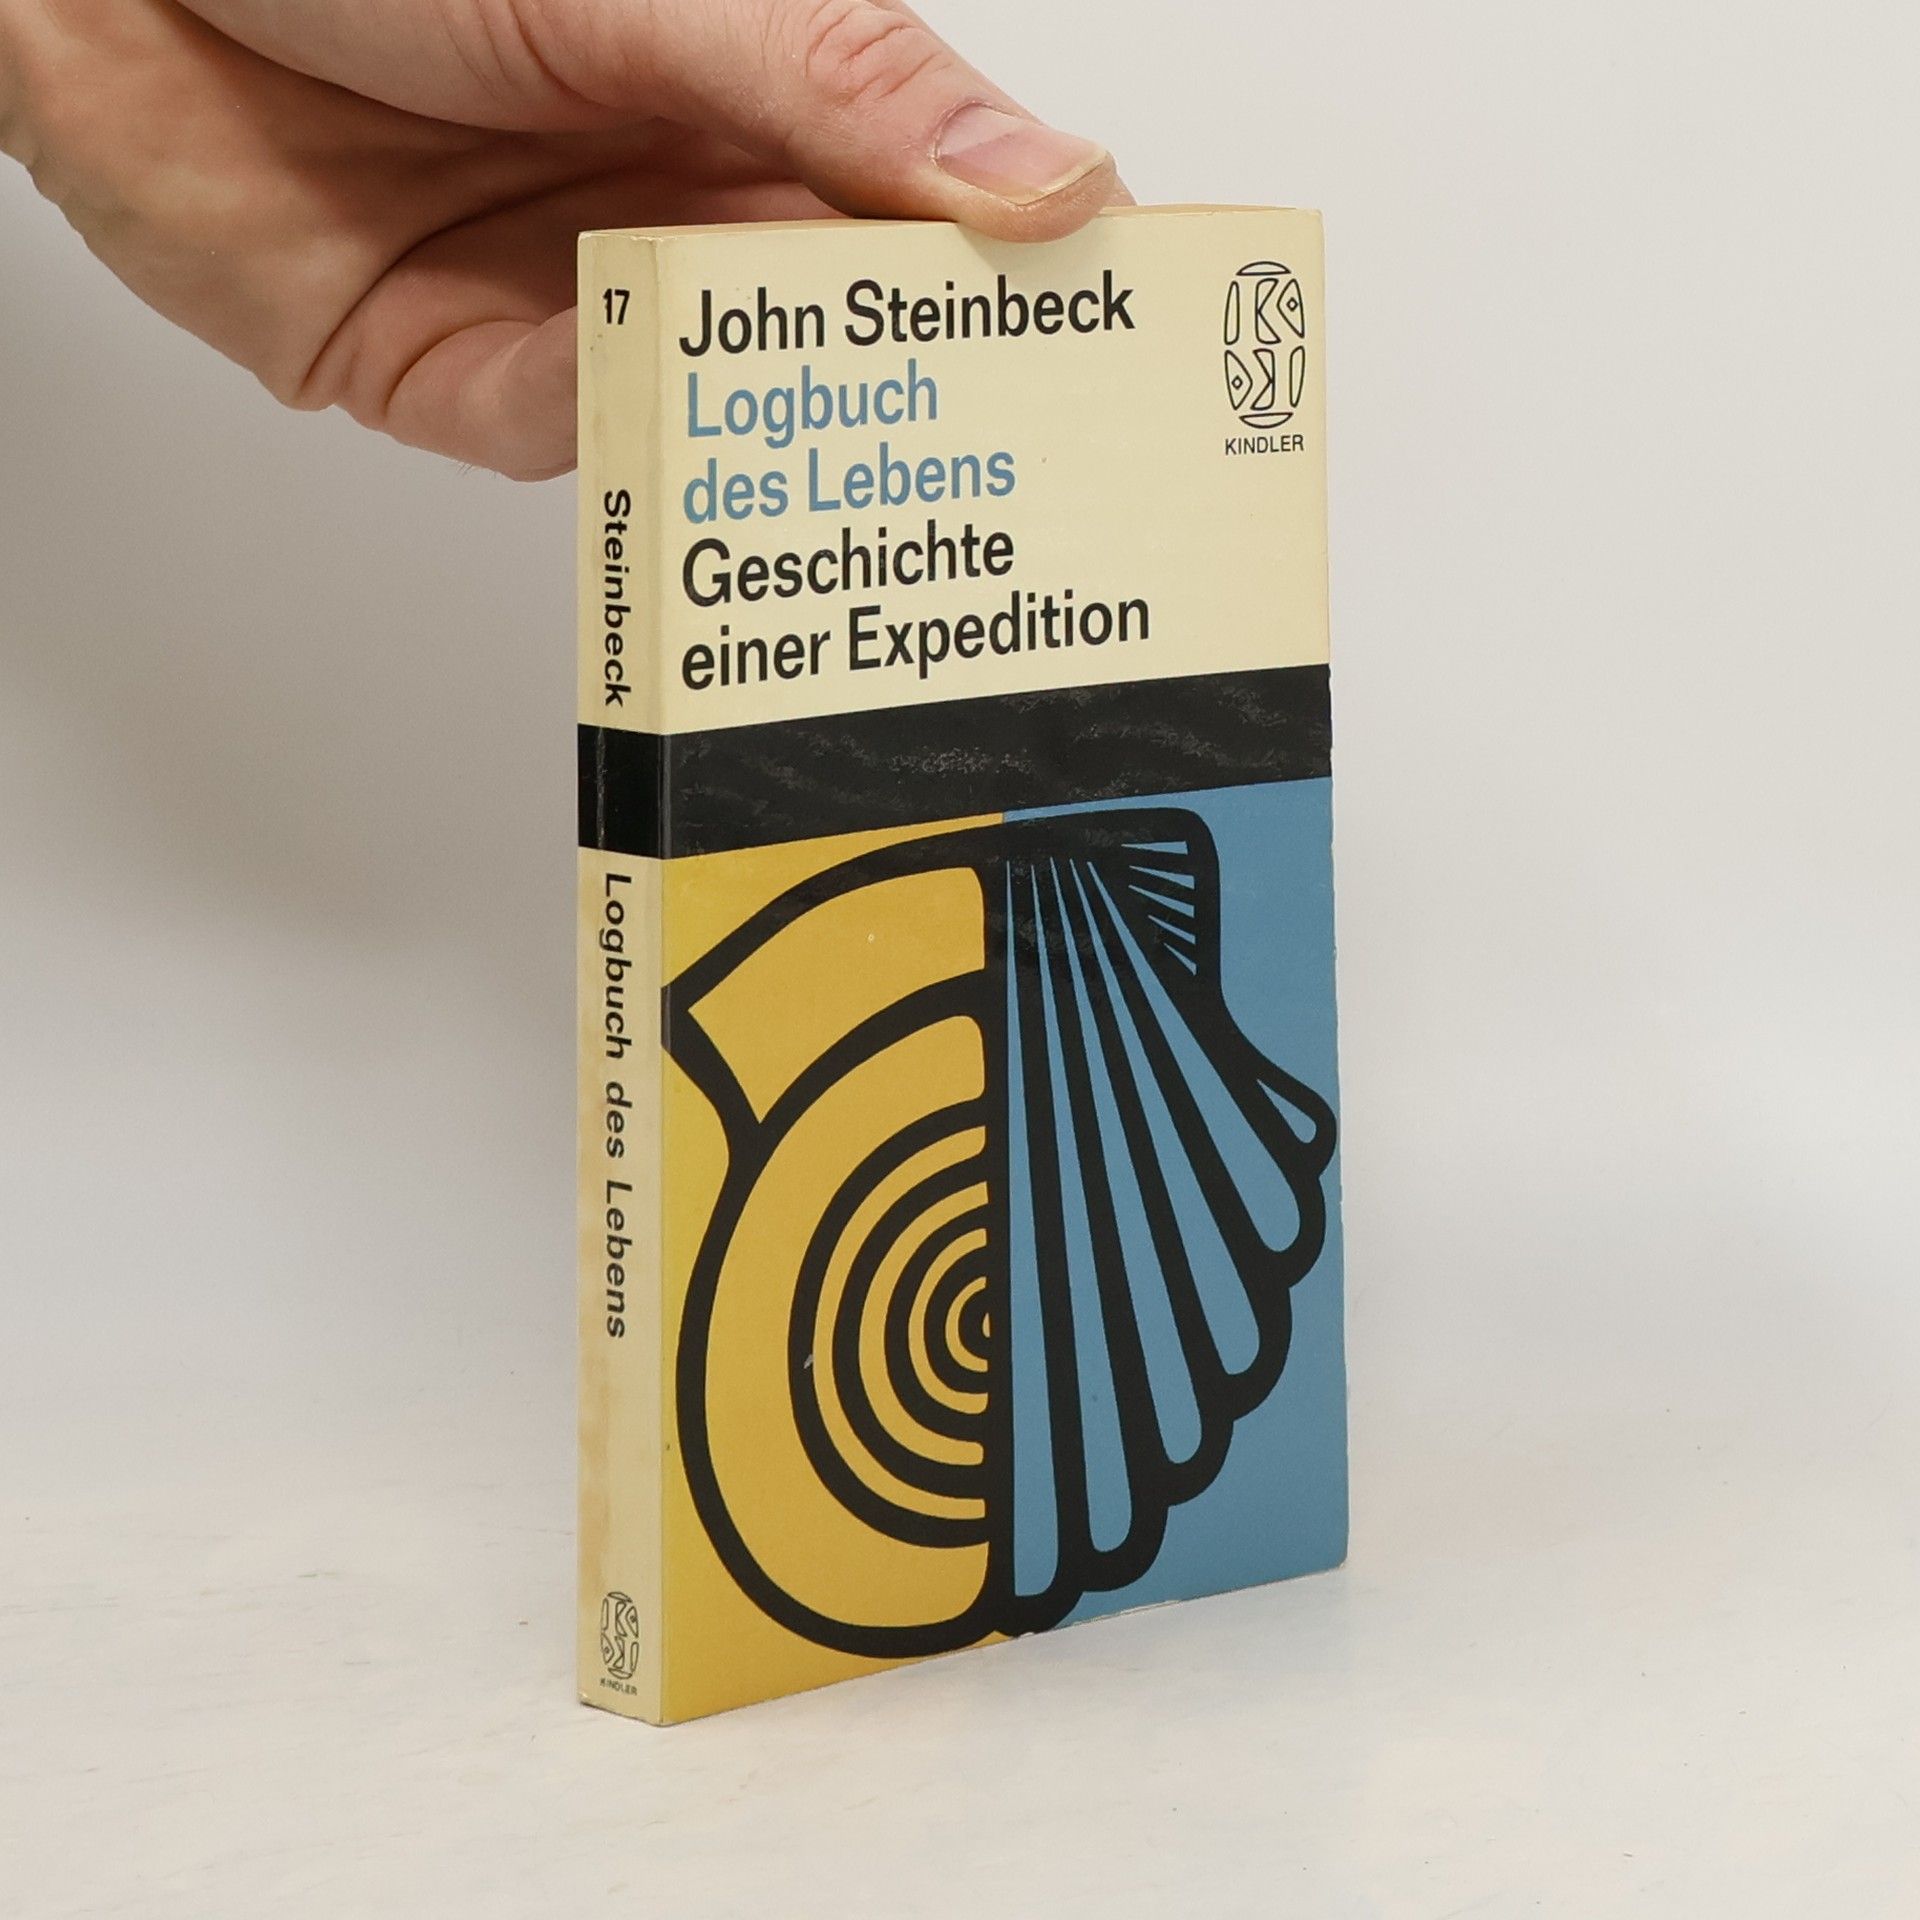 17
Steinbeck
Logbuch des Lebens
KINDLER
John Steinbeck
Logbuch
des Lebens
Geschichte
einer Expedition
KINDLER